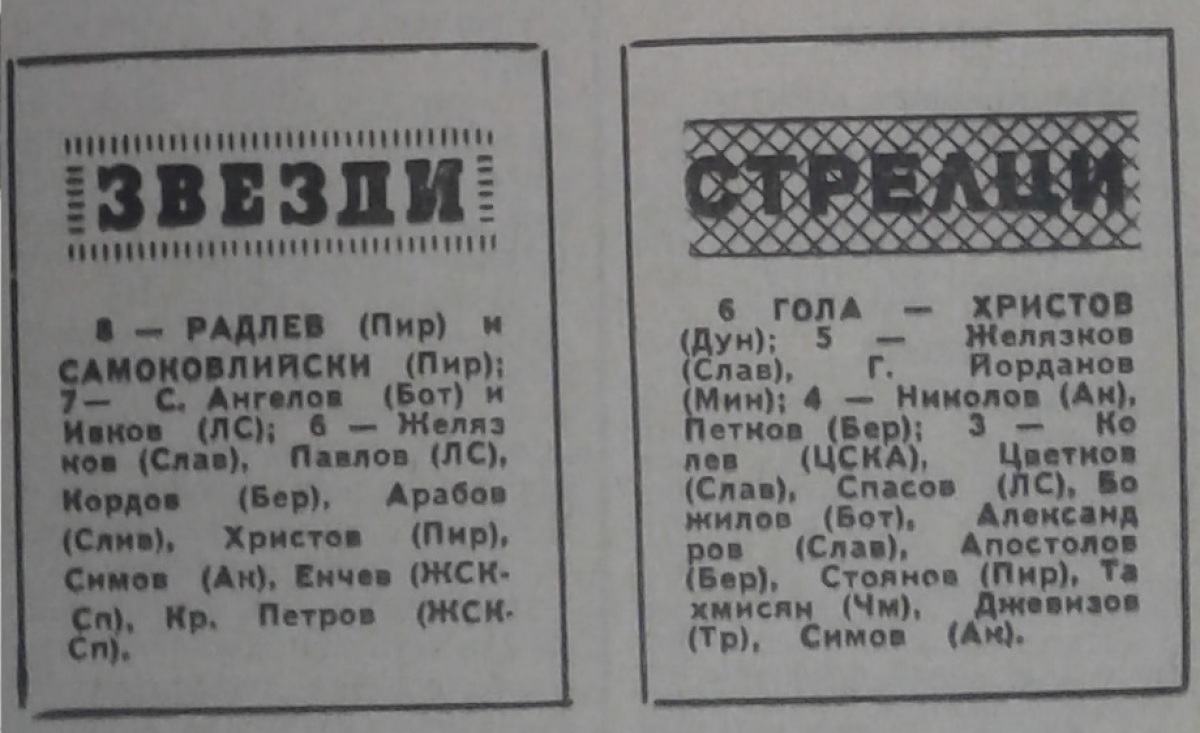 ЗВЕЗДИ
8 — РАДЛЕВ (Пир) и
САМОКОВЛИЙСКИ (Пир);
7— С. Ангелов (Бот) и
Ивков (ЛС); 6 — Желяз
ков (Слав), Павлов (ЛС),
Кордов (Бер), Арабов
(Слив), Христов (Пир),
Симов (Ак), Енчев (ЖСК-
Сп), Кр. Петров (ЖСК-
Сп).
СТРЕЛЦИ
6 ГОЛА — ХРИСТОВ
(Дун); 5 — Желязков
(Слав), Г. Йорданов
(Мин); 4 — Николов (Ак),
Петков (Бер); 3 — Ко
лев (ЦСКА), Цветков
(Слав), Спасов (ЛС), Бо
жилов (Бот), Александ
ров (Слав), Апостолов
(Бер), Стоянов (Пир), Та
хмисян (Чм), Джевизов
(Тр), Симов (Ак).